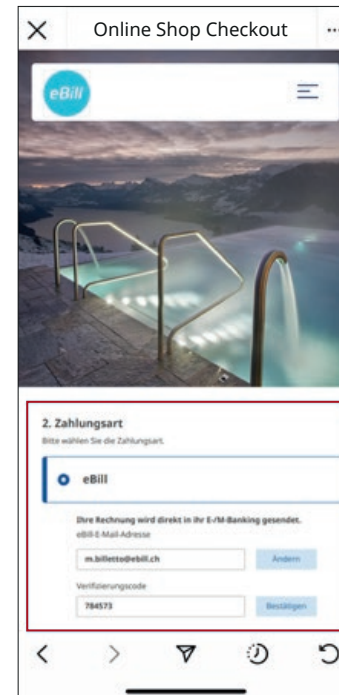 Online Shop Checkout
eBill
2. Zahlungsart
Bitte wählen Sie die Zahlungsart.
eBill
Ihre Rechnung wird direkt in Ihr E-/M-Banking gesendet.
eBill-E-Mail-Adresse
m.billetto@ebill.ch Ändern
Verifizierungscode
784573 Bestätigen